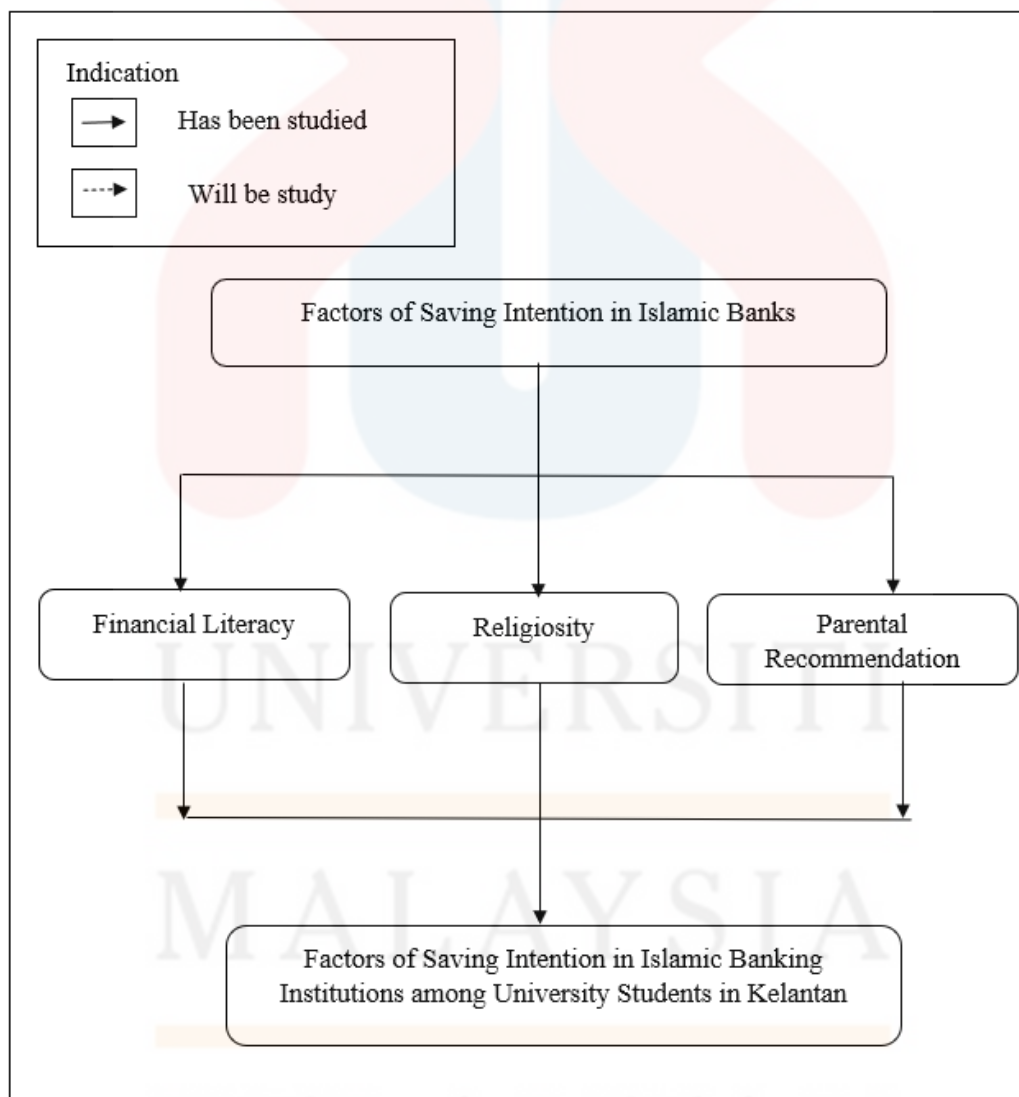 Indication
Has been studied
Will be study
Factors of Saving Intention in Islamic Banks
Financial Literacy
Religiosity
Parental
Recommendation
UNIVERSITI
MALAYSIA
Factors of Saving Intention in Islamic Banking
Institutions among University Students in Kelantan